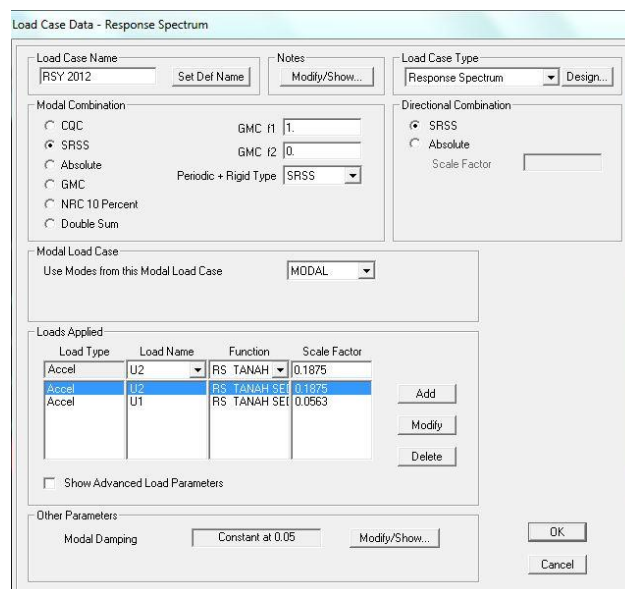 Load Case Data - Response Spectrum
Load Case Name
Notes
Load Case Type
RSY 2012
Set Def Name
Modify/Show...
Response Spectrum
Design...
Modal Combination
Directional Combination
CQC
SRSS
Absolute
GMC
NRC 10 Percent
Double Sum
GMC f1 1.
GMC f2 0.
Periodic + Rigid Type SRSS
SRSS
Absolute
Scale Factor
Modal Load Case
Use Modes from this Modal Load Case MODAL
Loads Applied
Load Type Load Name Function Scale Factor
Accel U2 RS TANAH 0.1875
Accel U2 RS TANAH SED 0.1875
Accel U1 RS TANAH SED 0.0563
Add
Modify
Delete
Show Advanced Load Parameters
Other Parameters
Modal Damping Constant at 0.05 Modify/Show...
OK
Cancel